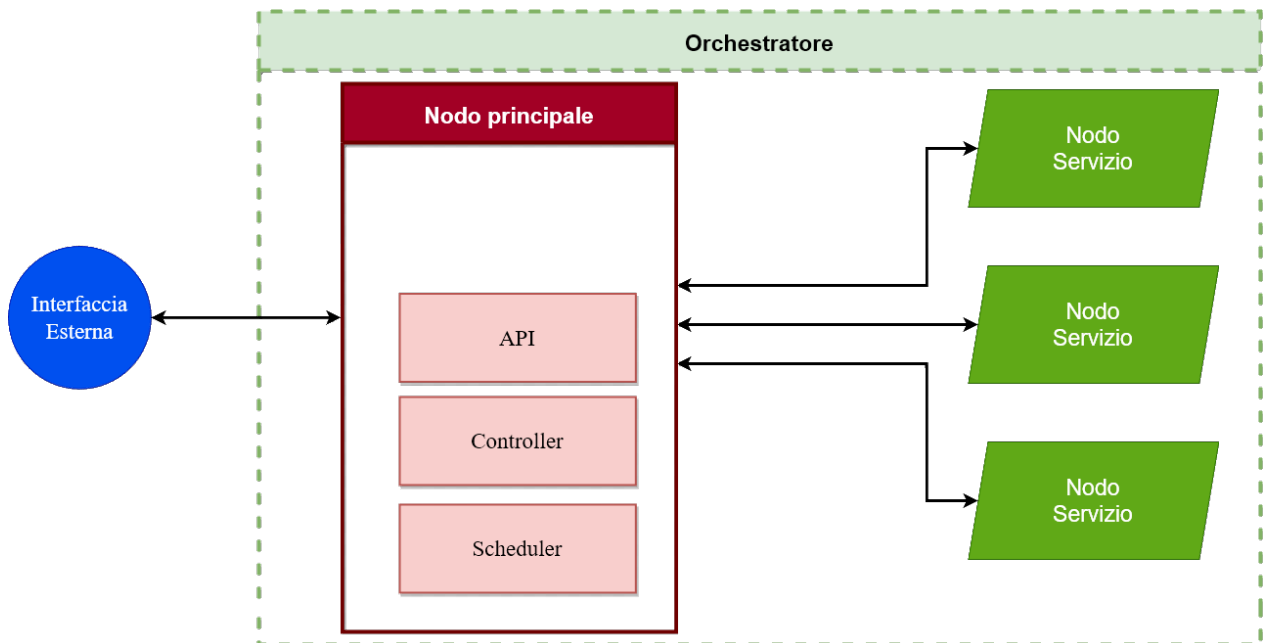 Orchestratore
Nodo principale
Interfaccia
Esterna
API
Controller
Scheduler
Nodo
Servizio
Nodo
Servizio
Nodo
Servizio